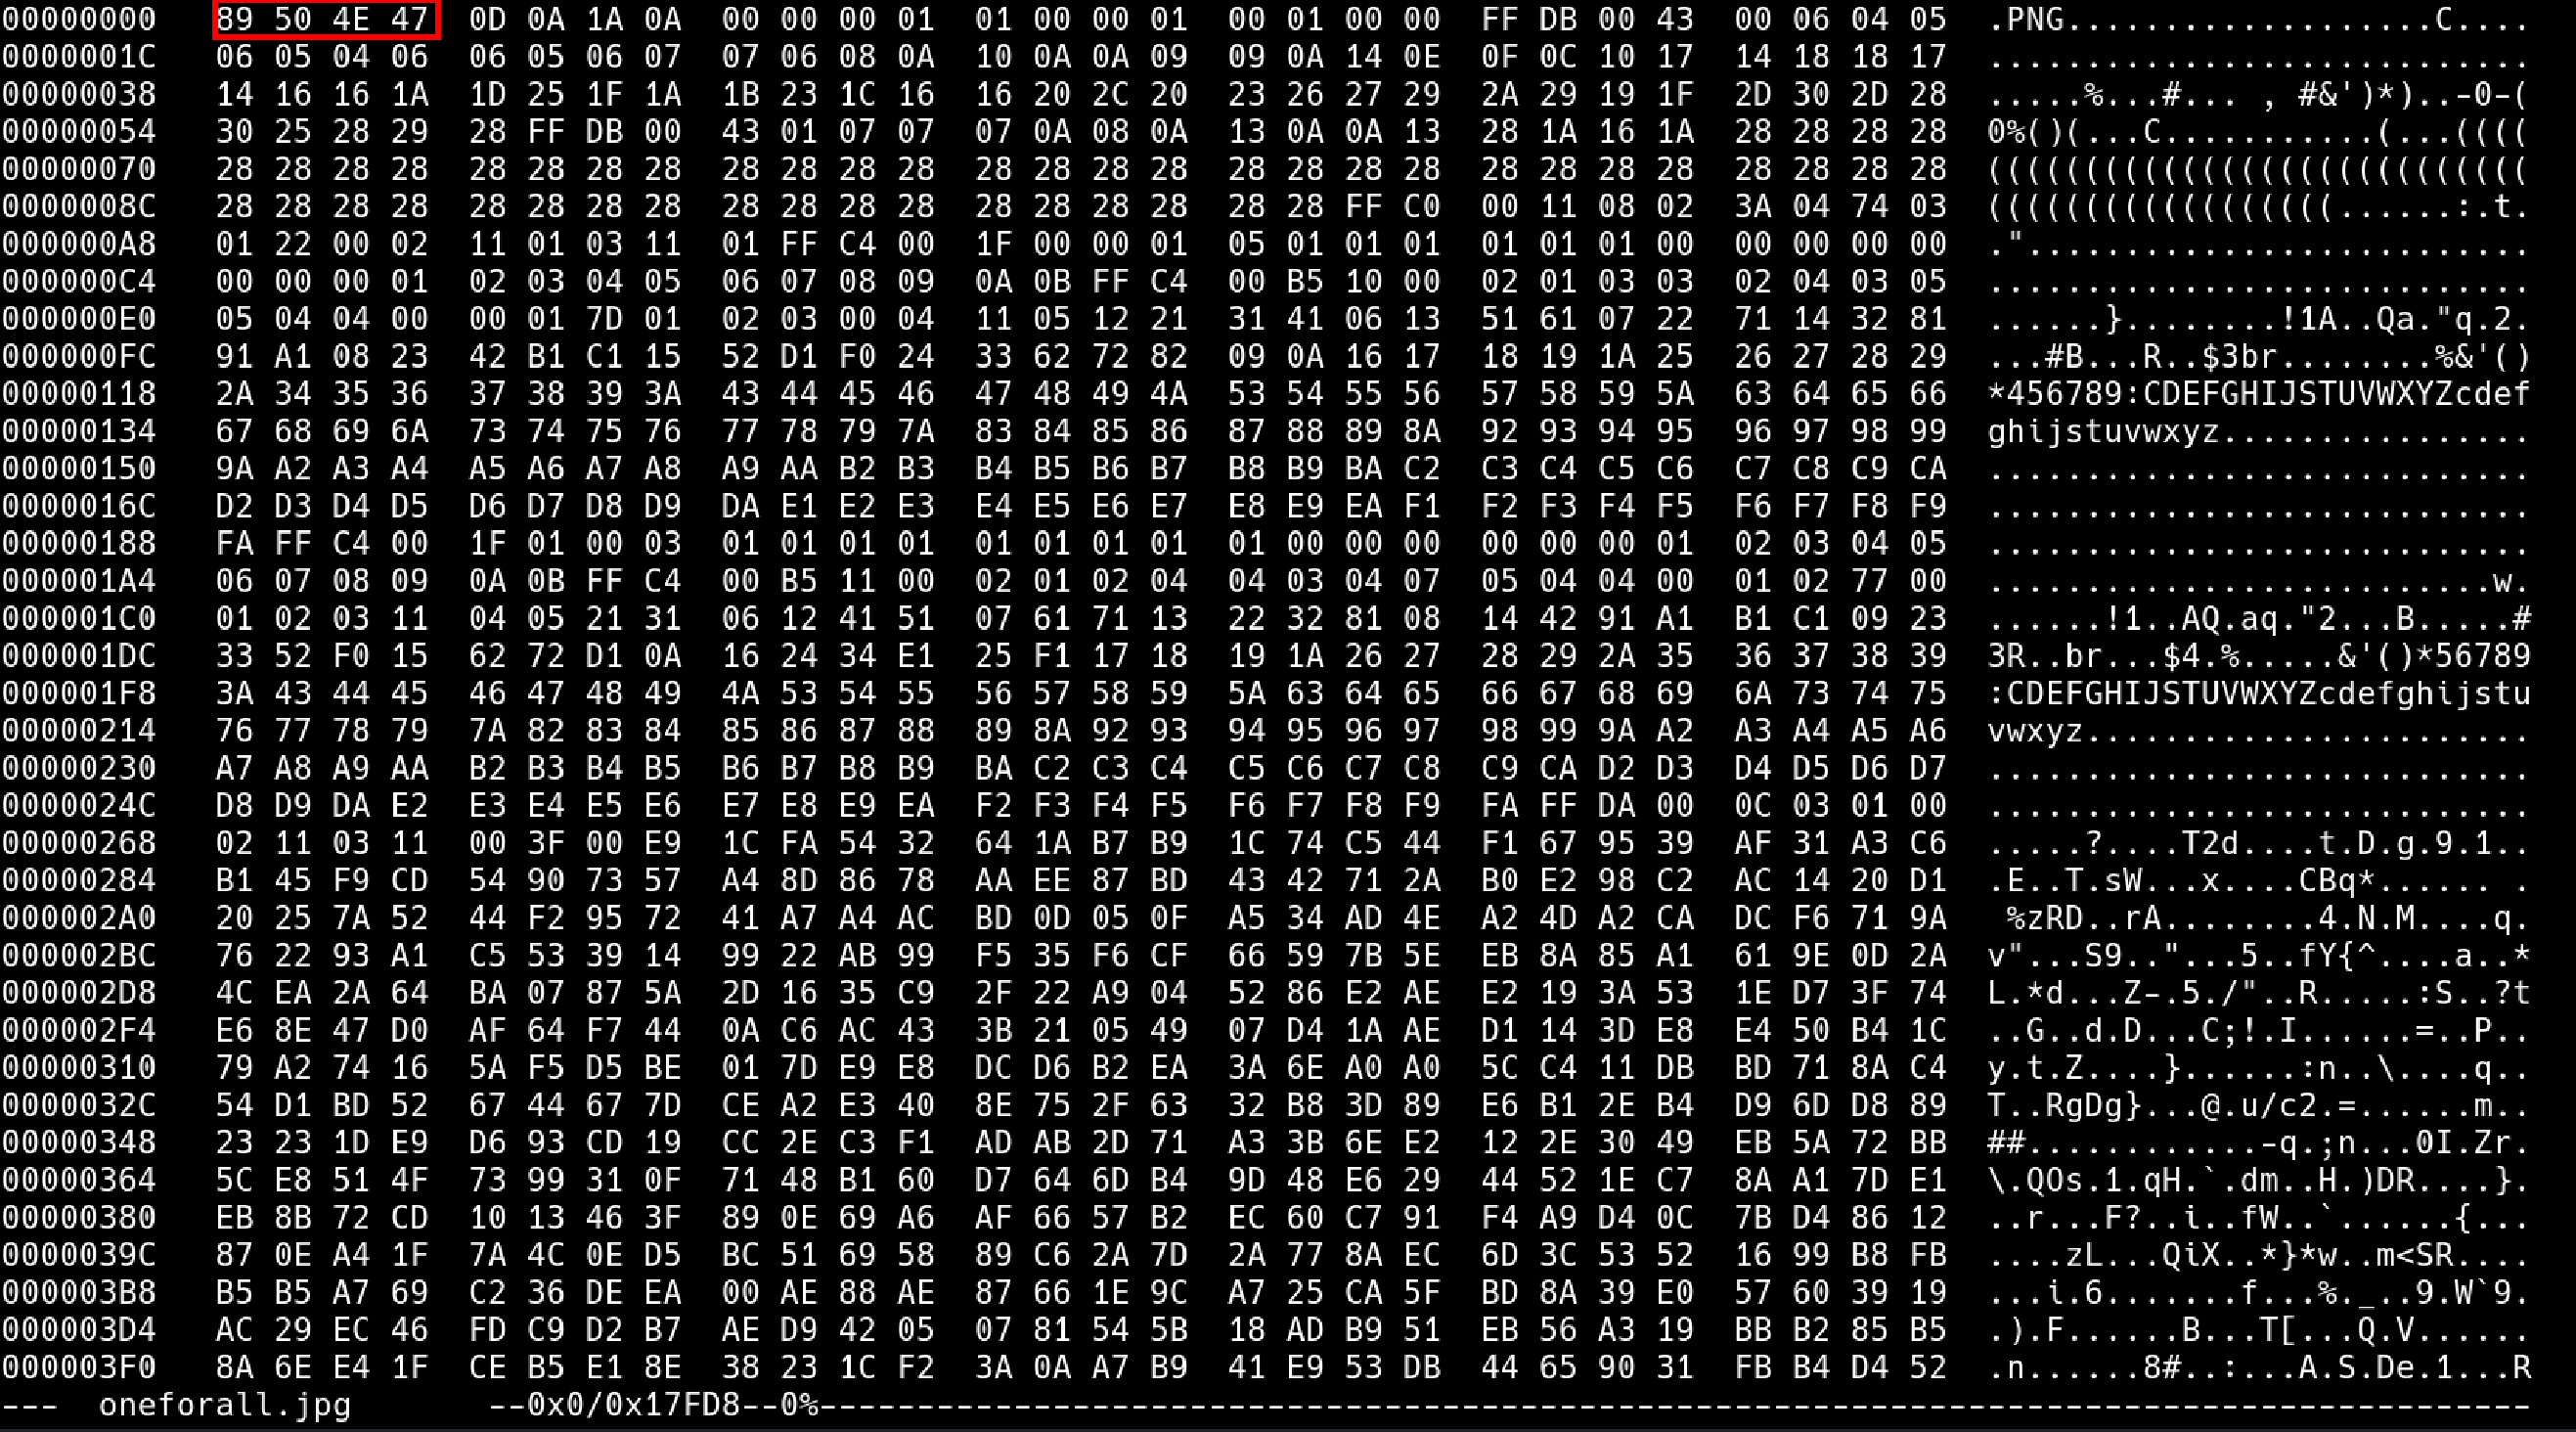 00000000 89 50 4E 47 0D 0A 1A 0A 00 00 00 01 01 00 00 01 00 01 00 00 FF DB 00 43 00 06 04 05 .PNG....................C....
0000001C 06 05 04 06 06 05 06 07 07 06 08 0A 10 0A 0A 09 09 0A 14 0E 0F 0C 10 17 14 18 18 17 ............................
00000038 14 16 16 1A 1D 25 1F 1A 1B 23 1C 16 16 20 2C 20 23 26 27 29 2A 29 19 1F 2D 30 2D 28 .....%...#... , #&')*)..-0-(
00000054 30 25 28 29 28 FF DB 00 43 01 07 07 07 0A 08 0A 13 0A 0A 13 28 1A 16 1A 28 28 28 28 0%()(...C...........(...((((
00000070 28 28 28 28 28 28 28 28 28 28 28 28 28 28 28 28 28 28 28 28 28 28 28 28 28 28 28 28 ((((((((((((((((((((((((((((
0000008C 28 28 28 28 28 28 28 28 28 28 28 28 28 28 28 28 28 28 FF C0 00 11 08 02 3A 04 74 03 ((((((((((((((((((......:.t.
000000A8 01 22 00 02 11 01 03 11 01 FF C4 00 1F 00 00 01 05 01 01 01 01 01 01 00 00 00 00 00 ."..........................
000000C4 00 00 00 01 02 03 04 05 06 07 08 09 0A 0B FF C4 00 B5 10 00 02 01 03 03 02 04 03 05 ............................
000000E0 05 04 04 00 00 01 7D 01 02 03 00 04 11 05 12 21 31 41 06 13 51 61 07 22 71 14 32 81 ......}........!1A..Qa."q.2.
000000FC 91 A1 08 23 42 B1 C1 15 52 D1 F0 24 33 62 72 82 09 0A 16 17 18 19 1A 25 26 27 28 29 ...#B...R..$3br........%&'()
00000118 2A 34 35 36 37 38 39 3A 43 44 45 46 47 48 49 4A 53 54 55 56 57 58 59 5A 63 64 65 66 *456789:CDEFGHIJSTUVWXYZcdef
00000134 67 68 69 6A 73 74 75 76 77 78 79 7A 83 84 85 86 87 88 89 8A 92 93 94 95 96 97 98 99 ghijstuvwxyz................
00000150 9A A2 A3 A4 A5 A6 A7 A8 A9 AA B2 B3 B4 B5 B6 B7 B8 B9 BA C2 C3 C4 C5 C6 C7 C8 C9 CA ............................
0000016C D2 D3 D4 D5 D6 D7 D8 D9 DA E1 E2 E3 E4 E5 E6 E7 E8 E9 EA F1 F2 F3 F4 F5 F6 F7 F8 F9 ............................
00000188 FA FF C4 00 1F 01 00 03 01 01 01 01 01 01 01 01 01 00 00 00 00 00 00 01 02 03 04 05 ............................
000001A4 06 07 08 09 0A 0B FF C4 00 B5 11 00 02 01 02 04 04 03 04 07 05 04 04 00 01 02 77 00 ..........................w.
000001C0 01 02 03 11 04 05 21 31 06 12 41 51 07 61 71 13 22 32 81 08 14 42 91 A1 B1 C1 09 23 ......!1..AQ.aq."2...B.....#
000001DC 33 52 F0 15 62 72 D1 0A 16 24 34 E1 25 F1 17 18 19 1A 26 27 28 29 2A 35 36 37 38 39 3R..br...$4.%.....&'()*56789
000001F8 3A 43 44 45 46 47 48 49 4A 53 54 55 56 57 58 59 5A 63 64 65 66 67 68 69 6A 73 74 75 :CDEFGHIJSTUVWXYZcdefghijstu
00000214 76 77 78 79 7A 82 83 84 85 86 87 88 89 8A 92 93 94 95 96 97 98 99 9A A2 A3 A4 A5 A6 vwxyz.......................
00000230 A7 A8 A9 AA B2 B3 B4 B5 B6 B7 B8 B9 BA C2 C3 C4 C5 C6 C7 C8 C9 CA D2 D3 D4 D5 D6 D7 ............................
0000024C D8 D9 DA E2 E3 E4 E5 E6 E7 E8 E9 EA F2 F3 F4 F5 F6 F7 F8 F9 FA FF DA 00 0C 03 01 00 ............................
00000268 02 11 03 11 00 3F 00 E9 1C FA 54 32 64 1A B7 B9 1C 74 C5 44 F1 67 95 39 AF 31 A3 C6 .....?....T2d....t.D.g.9.1..
00000284 B1 45 F9 CD 54 90 73 57 A4 8D 86 78 AA EE 87 BD 43 42 71 2A B0 E2 98 C2 AC 14 20 D1 .E..T.sW...x....CBq*...... .
000002A0 20 25 7A 52 44 F2 95 72 41 A7 A4 AC BD 0D 05 0F A5 34 AD 4E A2 4D A2 CA DC F6 71 9A  %zRD..rA........4.N.M....q.
000002BC 76 22 93 A1 C5 53 39 14 99 22 AB 99 F5 35 F6 CF 66 59 7B 5E EB 8A 85 A1 61 9E 0D 2A v"...S9.."...5..fY{^....a..*
000002D8 4C EA 2A 64 BA 07 87 5A 2D 16 35 C9 2F 22 A9 04 52 86 E2 AE E2 19 3A 53 1E D7 3F 74 L.*d...Z-.5./"..R.....:S..?t
000002F4 E6 8E 47 D0 AF 64 F7 44 0A C6 AC 43 3B 21 05 49 07 D4 1A AE D1 14 3D E8 E4 50 B4 1C ..G..d.D...C;!.I......=..P..
00000310 79 A2 74 16 5A F5 D5 BE 01 7D E9 E8 DC D6 B2 EA 3A 6E A0 A0 5C C4 11 DB BD 71 8A C4 y.t.Z....}......:n..\....q..
0000032C 54 D1 BD 52 67 44 67 7D CE A2 E3 40 8E 75 2F 63 32 B8 3D 89 E6 B1 2E B4 D9 6D D8 89 T..RgDg}...@.u/c2.=......m..
00000348 23 23 1D E9 D6 93 CD 19 CC 2E C3 F1 AD AB 2D 71 A3 3B 6E E2 12 2E 30 49 EB 5A 72 BB ##............-q.;n...0I.Zr.
00000364 5C E8 51 4F 73 99 31 0F 71 48 B1 60 D7 64 6D B4 9D 48 E6 29 44 52 1E C7 8A A1 7D E1 \.QOs.1.qH.`.dm..H.)DR....}.
00000380 EB 8B 72 CD 10 13 46 3F 89 0E 69 A6 AF 66 57 B2 EC 60 C7 91 F4 A9 D4 0C 7B D4 86 12 ..r...F?..i..fW..`......{...
0000039C 87 0E A4 1F 7A 4C 0E D5 BC 51 69 58 89 C6 2A 7D 2A 77 8A EC 6D 3C 53 52 16 99 B8 FB ....zL...QiX..*}*w..m<SR....
000003B8 B5 B5 A7 69 C2 36 DE EA 00 AE 88 AE 87 66 1E 9C A7 25 CA 5F BD 8A 39 E0 57 60 39 19 ...i.6.......f...%._..9.W`9.
000003D4 AC 29 EC 46 FD C9 D2 B7 AE D9 42 05 07 81 54 5B 18 AD B9 51 EB 56 A3 19 BB B2 85 B5 .).F......B...T[...Q.V......
000003F0 8A 6E E4 1F CE B5 E1 8E 38 23 1C F2 3A 0A A7 B9 41 E9 53 DB 44 65 90 31 FB B4 D4 52 .n......8#..:...A.S.De.1...R
--- oneforall.jpg --0x0/0x17FD8--0%-----------------------------------------------------------------------------------------------